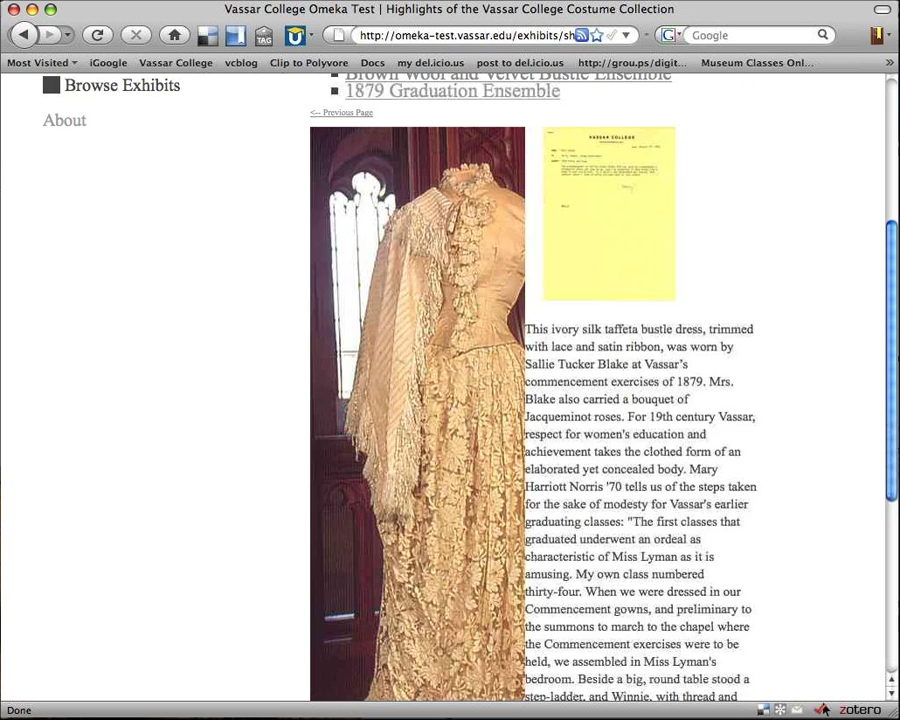 Vassar College Omeka Test | Highlights of the Vassar College Costume Collection
TAG
http://omeka-test.vassar.edu/exhibits/sh
Google
Most Visited
iGoogle
Vassar College
vcblog
Clip to Polyvore
Docs
my del.icio.us
post to del.icio.us
http://grou.ps/digit...
Museum Classes Onl...
»
Browse Exhibits
About
Brown Wool and Velvet Bustle Ensemble
1879 Graduation Ensemble
<-- Previous Page
VASSAR COLLEGE
This ivory silk taffeta bustle dress, trimmed
with lace and satin ribbon, was worn by
Sallie Tucker Blake at Vassar's
commencement exercises of 1879. Mrs.
Blake also carried a bouquet of
Jacqueminot roses. For 19th century Vassar,
respect for women's education and
achievement takes the clothed form of an
elaborated yet concealed body. Mary
Harriott Norris '70 tells us of the steps taken
for the sake of modesty for Vassar's earlier
graduating classes: "The first classes that
graduated underwent an ordeal as
characteristic of Miss Lyman as it is
amusing. My own class numbered
thirty-four. When we were dressed in our
Commencement gowns, and preliminary to
the summons to march to the chapel where
the Commencement exercises were to be
held, we assembled in Miss Lyman's
bedroom. Beside a big, round table stood a
step-ladder, and Winnie, with thread and
Done
zotero